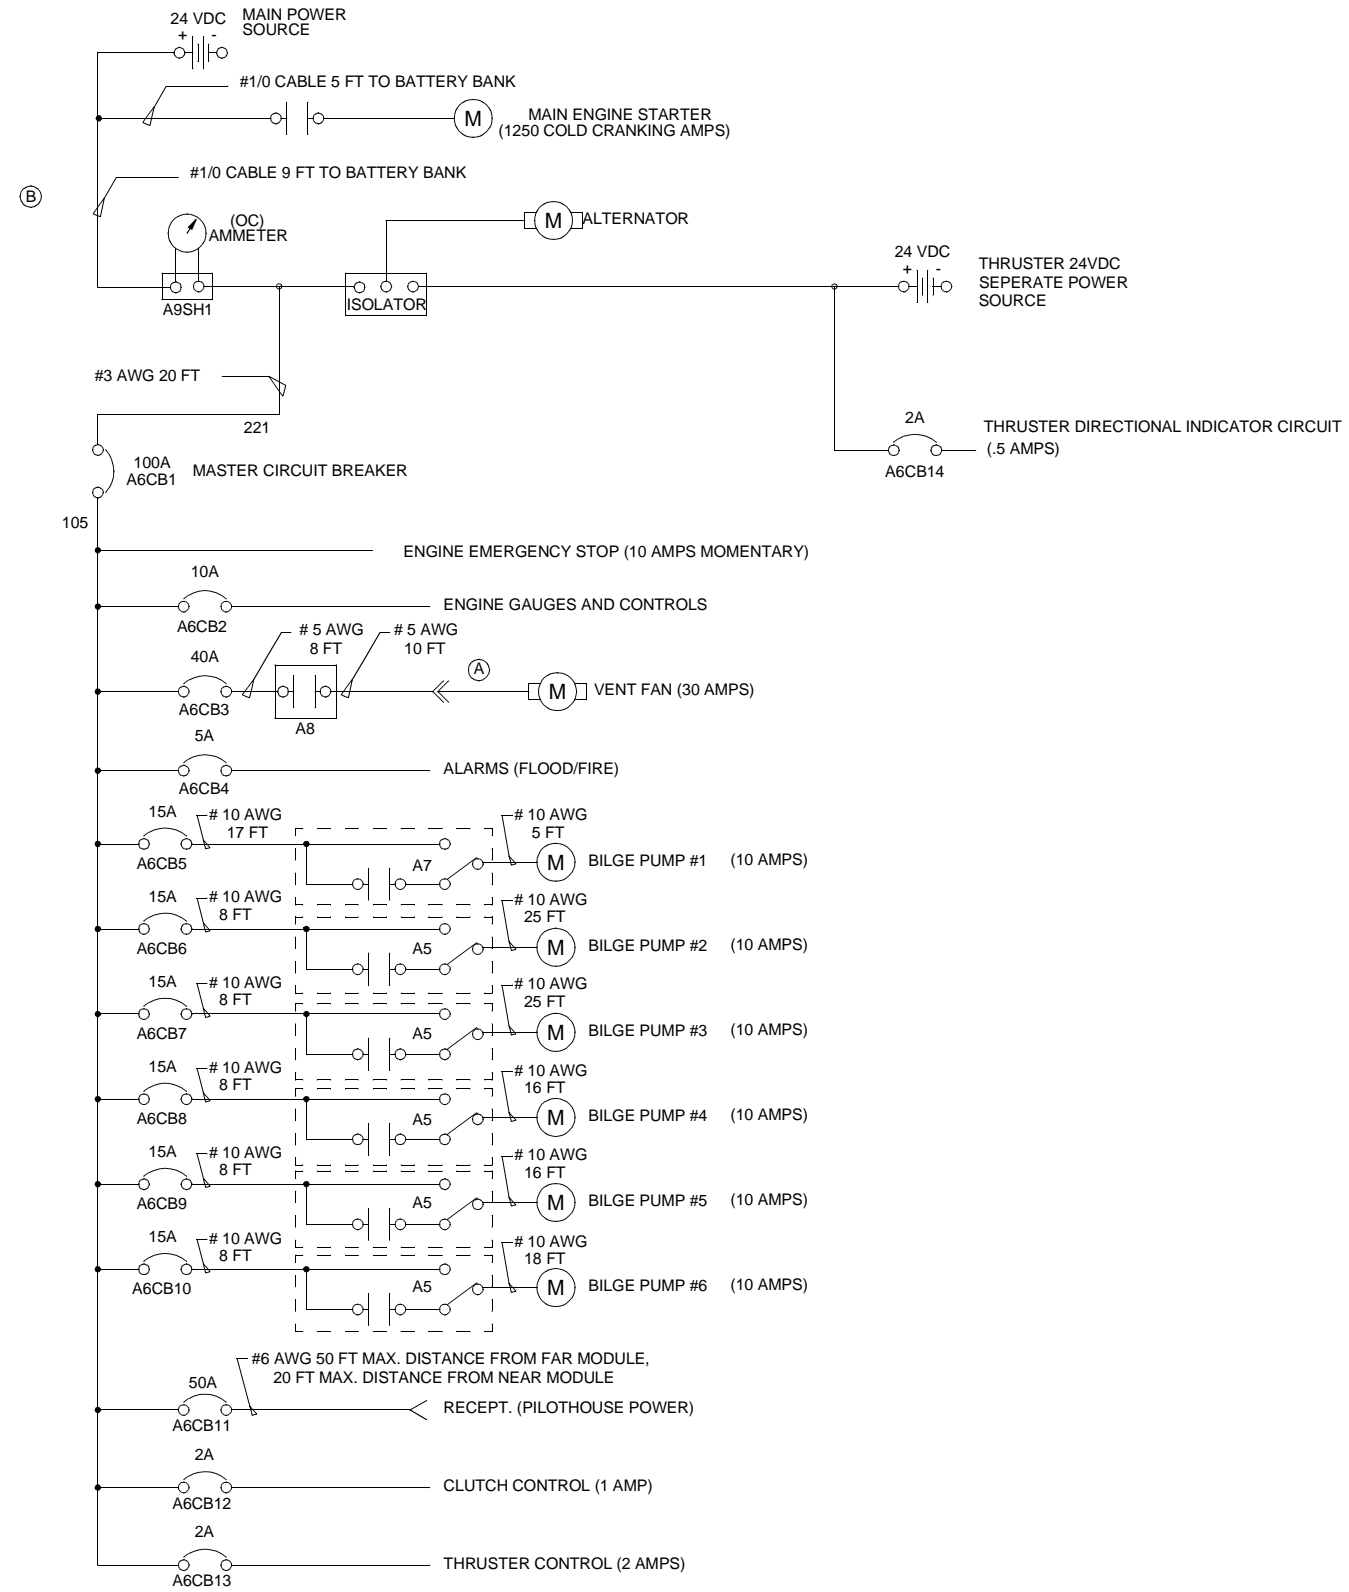 24 VDC
MAIN POWER
SOURCE
+ -
#1/0 CABLE 5 FT TO BATTERY BANK
M
MAIN ENGINE STARTER
(1250 COLD CRANKING AMPS)
#1/0 CABLE 9 FT TO BATTERY BANK
B
(OC)
AMMETER
A9SH1
M
ALTERNATOR
ISOLATOR
24 VDC
+ -
THRUSTER 24VDC
SEPERATE POWER
SOURCE
#3 AWG 20 FT
221
2A
A6CB14
THRUSTER DIRECTIONAL INDICATOR CIRCUIT
(.5 AMPS)
100A
A6CB1
MASTER CIRCUIT BREAKER
105
ENGINE EMERGENCY STOP (10 AMPS MOMENTARY)
10A
A6CB2
ENGINE GAUGES AND CONTROLS
40A
A6CB3
# 5 AWG
8 FT
# 5 AWG
10 FT
A8
A
M
VENT FAN (30 AMPS)
5A
A6CB4
ALARMS (FLOOD/FIRE)
15A
A6CB5
# 10 AWG
17 FT
A7
# 10 AWG
5 FT
M
BILGE PUMP #1 (10 AMPS)
15A
A6CB6
# 10 AWG
8 FT
A5
# 10 AWG
25 FT
M
BILGE PUMP #2 (10 AMPS)
15A
A6CB7
# 10 AWG
8 FT
A5
# 10 AWG
25 FT
M
BILGE PUMP #3 (10 AMPS)
15A
A6CB8
# 10 AWG
8 FT
A5
# 10 AWG
16 FT
M
BILGE PUMP #4 (10 AMPS)
15A
A6CB9
# 10 AWG
8 FT
A5
# 10 AWG
16 FT
M
BILGE PUMP #5 (10 AMPS)
15A
A6CB10
# 10 AWG
8 FT
A5
# 10 AWG
18 FT
M
BILGE PUMP #6 (10 AMPS)
#6 AWG 50 FT MAX. DISTANCE FROM FAR MODULE,
20 FT MAX. DISTANCE FROM NEAR MODULE
50A
A6CB11
RECEPT. (PILOTHOUSE POWER)
2A
A6CB12
CLUTCH CONTROL (1 AMP)
2A
A6CB13
THRUSTER CONTROL (2 AMPS)